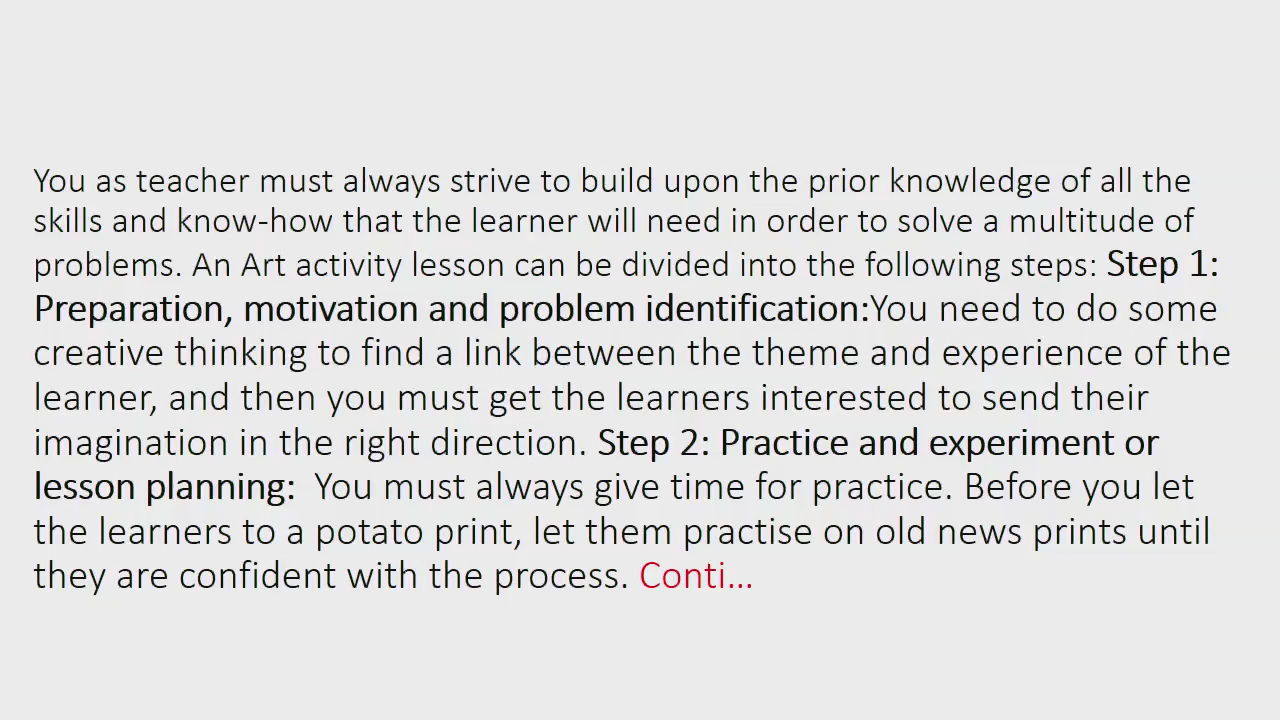 You as teacher must always strive to build upon the prior knowledge of all the
skills and know-how that the learner will need in order to solve a multitude of
problems. An Art activity lesson can be divided into the following steps: Step 1:
Preparation, motivation and problem identification:You need to do some
creative thinking to find a link between the theme and experience of the
learner, and then you must get the learners interested to send their
imagination in the right direction. Step 2: Practice and experiment or
lesson planning:  You must always give time for practice. Before you let
the learners to a potato print, let them practise on old news prints until
they are confident with the process. Conti...